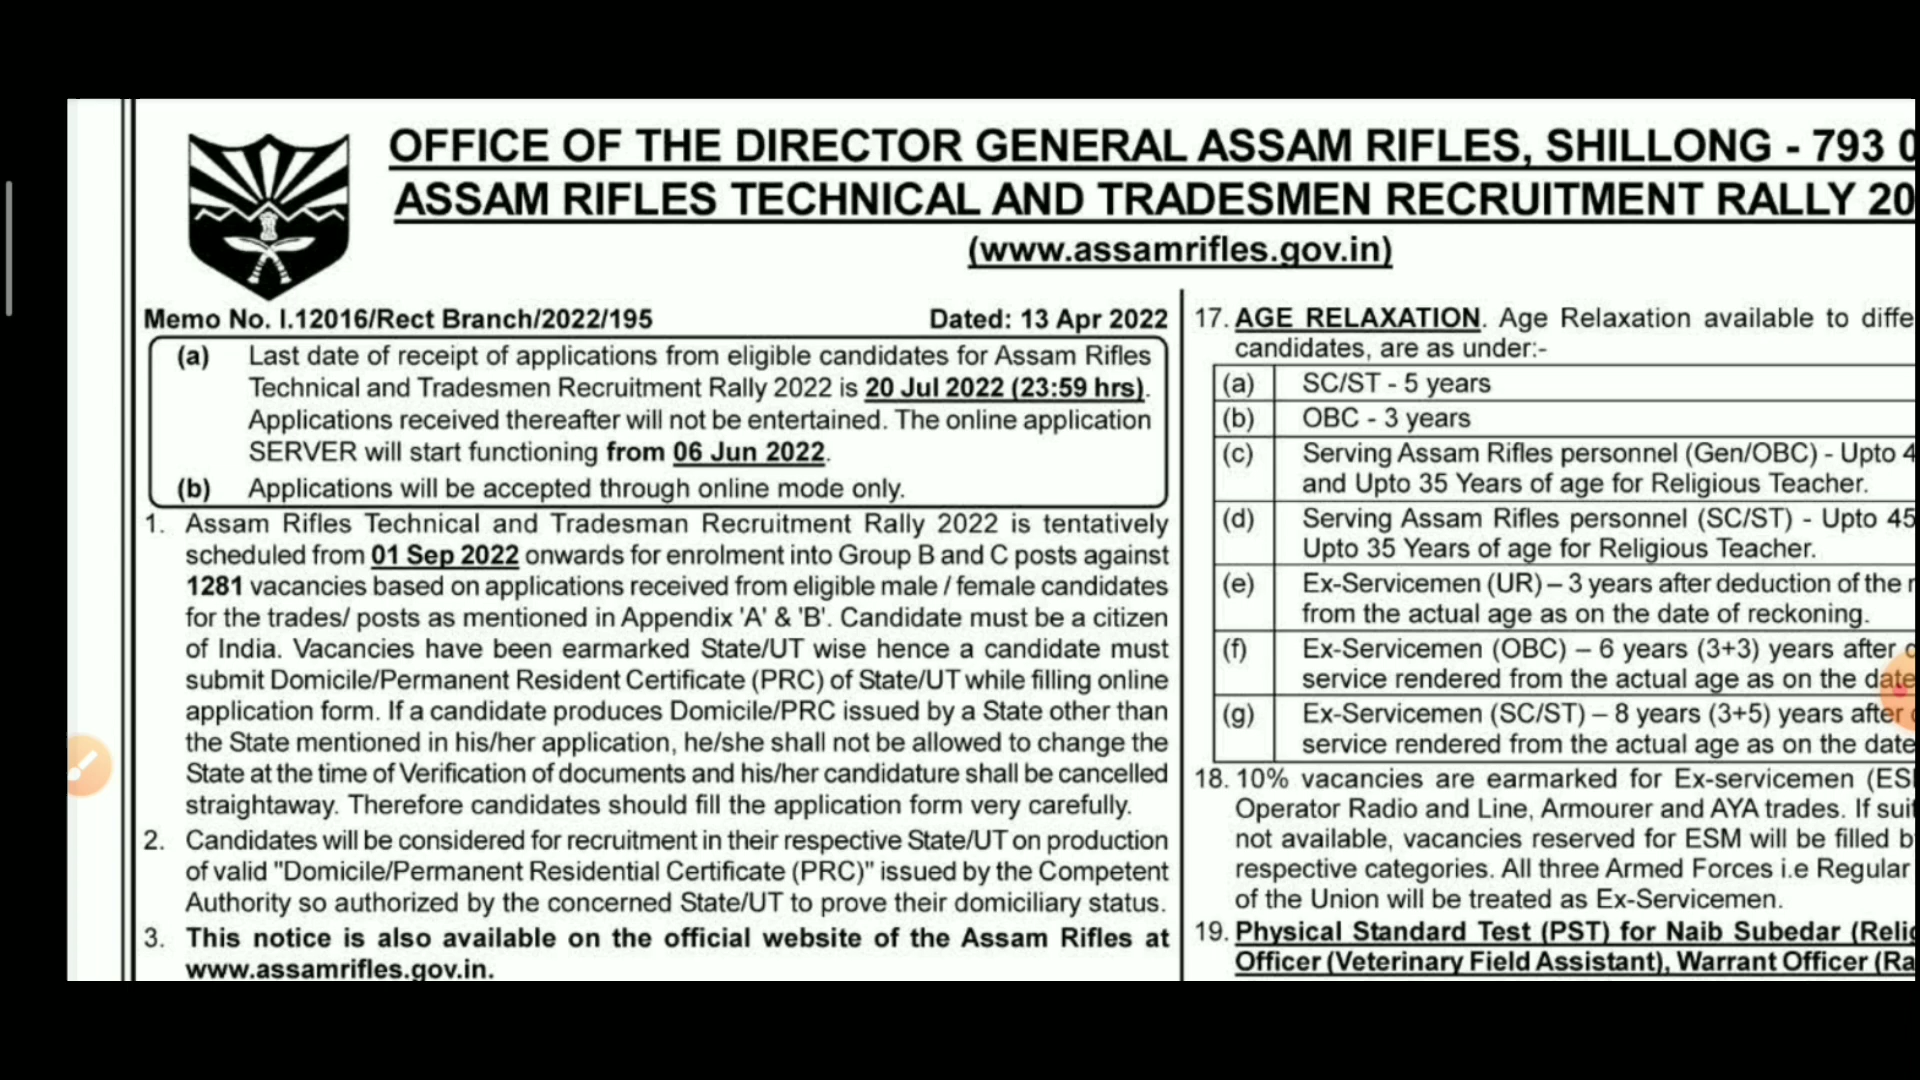 OFFICE OF THE DIRECTOR GENERAL ASSAM RIFLES, SHILLONG - 793 0
ASSAM RIFLES TECHNICAL AND TRADESMEN RECRUITMENT RALLY 20
(www.assamrifles.gov.in)
Memo No. I.12016/Rect Branch/2022/195 Dated: 13 Apr 2022
(a) Last date of receipt of applications from eligible candidates for Assam Rifles
Technical and Tradesmen Recruitment Rally 2022 is 20 Jul 2022 (23:59 hrs).
Applications received thereafter will not be entertained. The online application
SERVER will start functioning from 06 Jun 2022.
(b) Applications will be accepted through online mode only.
1. Assam Rifles Technical and Tradesman Recruitment Rally 2022 is tentatively
scheduled from 01 Sep 2022 onwards for enrolment into Group B and C posts against
1281 vacancies based on applications received from eligible male / female candidates
for the trades/ posts as mentioned in Appendix 'A' & 'B'. Candidate must be a citizen
of India. Vacancies have been earmarked State/UT wise hence a candidate must
submit Domicile/Permanent Resident Certificate (PRC) of State/UT while filling online
application form. If a candidate produces Domicile/PRC issued by a State other than
the State mentioned in his/her application, he/she shall not be allowed to change the
State at the time of Verification of documents and his/her candidature shall be cancelled
straightaway. Therefore candidates should fill the application form very carefully.
2. Candidates will be considered for recruitment in their respective State/UT on production
of valid "Domicile/Permanent Residential Certificate (PRC)" issued by the Competent
Authority so authorized by the concerned State/UT to prove their domiciliary status.
3. This notice is also available on the official website of the Assam Rifles at
www.assamrifles.gov.in.
17. AGE RELAXATION. Age Relaxation available to diffe
candidates, are as under:-
(a) SC/ST - 5 years
(b) OBC - 3 years
(c) Serving Assam Rifles personnel (Gen/OBC) - Upto 4
and Upto 35 Years of age for Religious Teacher.
(d) Serving Assam Rifles personnel (SC/ST) - Upto 45
Upto 35 Years of age for Religious Teacher.
(e) Ex-Servicemen (UR) – 3 years after deduction of the
from the actual age as on the date of reckoning.
(f) Ex-Servicemen (OBC) – 6 years (3+3) years after
service rendered from the actual age as on the date
(g) Ex-Servicemen (SC/ST) – 8 years (3+5) years after
service rendered from the actual age as on the date
18. 10% vacancies are earmarked for Ex-servicemen (ES
Operator Radio and Line, Armourer and AYA trades. If suit
not available, vacancies reserved for ESM will be filled b
respective categories. All three Armed Forces i.e Regular
of the Union will be treated as Ex-Servicemen.
19. Physical Standard Test (PST) for Naib Subedar (Relig
Officer (Veterinary Field Assistant), Warrant Officer (Ra